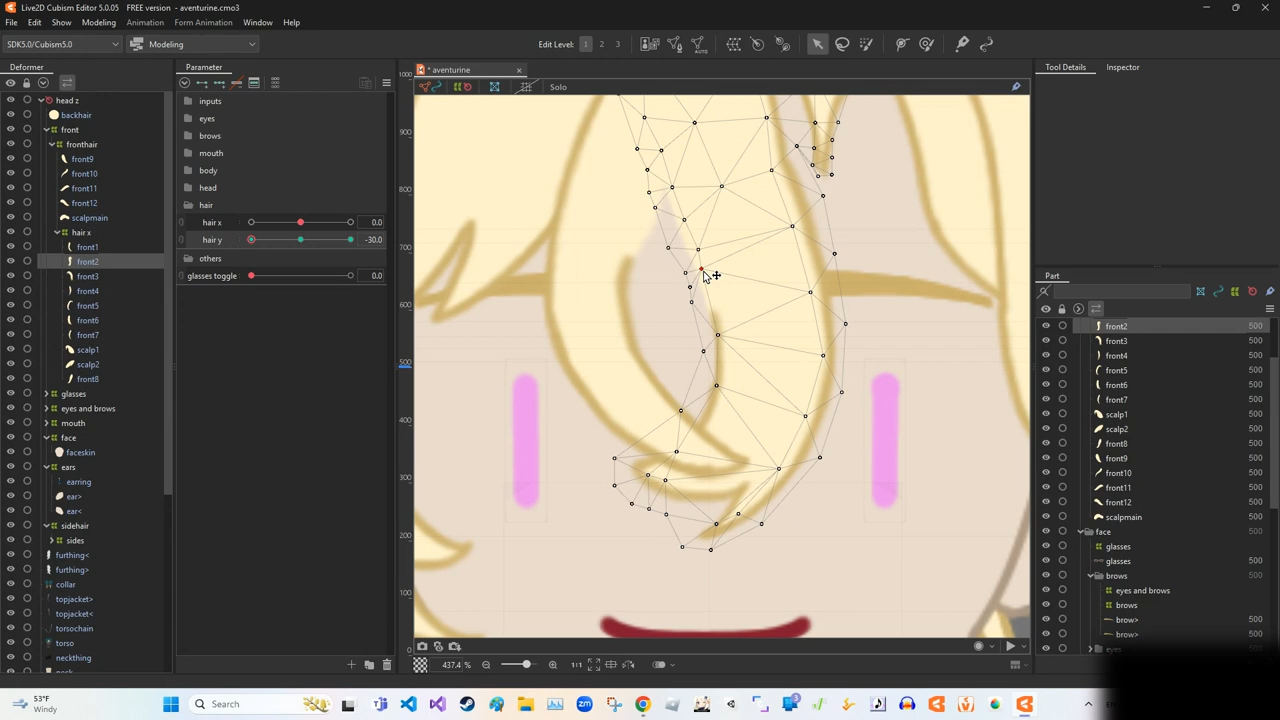 Live2D Cubism Editor 5.0.05    FREE version  - aventurine.cmo3
File  Edit  Show  Modeling  Animation  Form Animation  Window  Help
SDK5.0/Cubism5.0  Modeling  Edit Level:  1  2  3
Deformer
head z
backhair
front
fronthair
front9
front10
front11
front12
scalpmain
hair x
front1
front2
front3
front4
front5
front6
front7
scalp1
scalp2
front8
glasses
eyes and brows
mouth
face
faceskin
ears
earring
ear>
ear<
sidehair
sides
furthing<
furthing>
collar
topjacket>
topjacket<
torsochain
torso
neckthing
Parameter
inputs
eyes
brows
mouth
body
head
hair
hair x  0.0
hair y  -30.0
others
glasses toggle  0.0
* aventurine
Solo
1000
900
800
700
600
500
400
300
200
100
0
437.4 %
1:1
Tool Details  Inspector
Part
front2  500
front3  500
front4  500
front5  500
front6  500
front7  500
scalp1  500
scalp2  500
front8  500
front9  500
front10  500
front11  500
front12  500
scalpmain  500
face  500
glasses
glasses  500
brows  500
eyes and brows
brows
brow>  500
brow>  500
eyes
53°F
Windy
Search